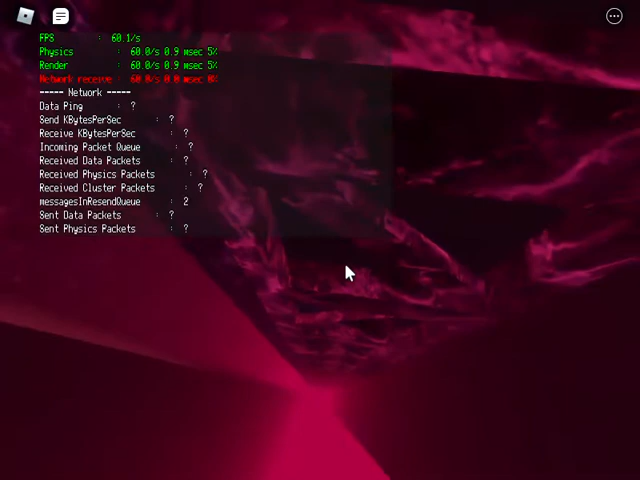 FPS : 60.1/s
Physics : 60.0/s 0.9 msec 5%
Render : 60.0/s 0.9 msec 5%
Network receive : 60.0/s 0.0 msec 0%
----- Network -----
Data Ping : ?
Send KBytesPerSec : ?
Receive KBytesPerSec : ?
Incoming Packet Queue : ?
Received Data Packets : ?
Received Physics Packets : ?
Received Cluster Packets : ?
messagesInResendQueue : 2
Sent Data Packets : ?
Sent Physics Packets : ?